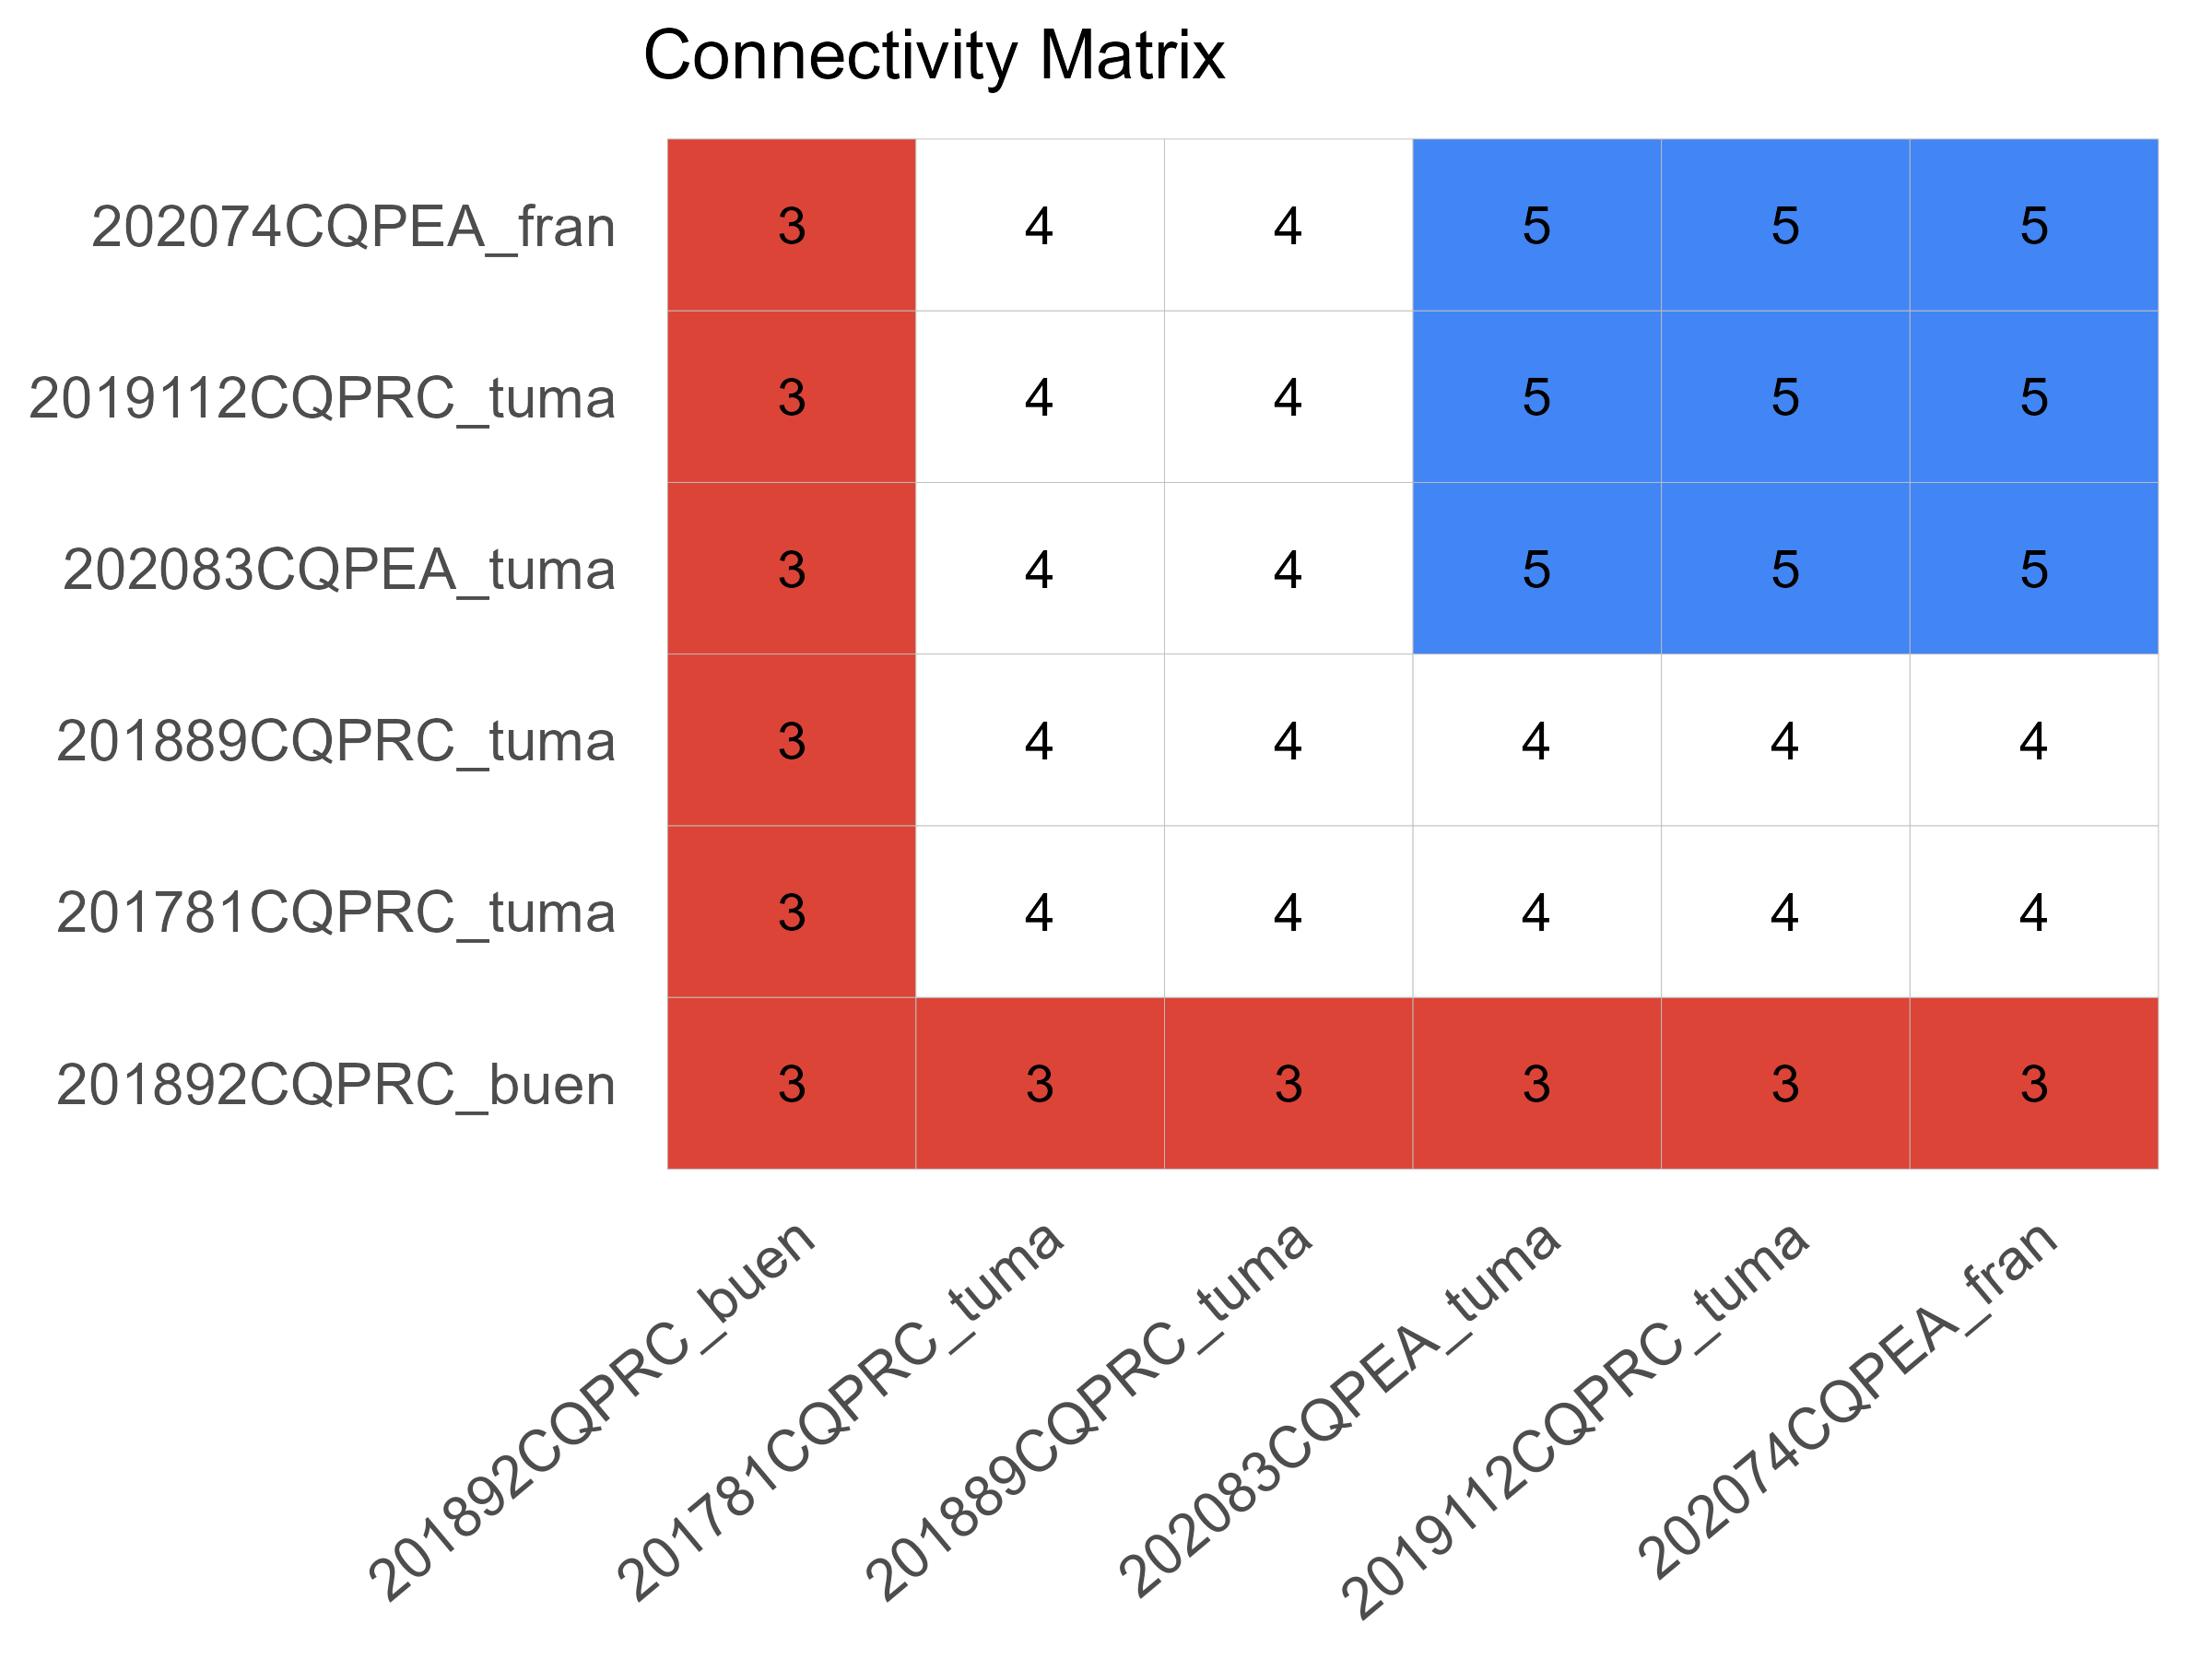 Connectivity Matrix
202074CQPEA_fran 3 4 4 5 5 5
2019112CQPRC_tuma 3 4 4 5 5 5
202083CQPEA_tuma 3 4 4 5 5 5
201889CQPRC_tuma 3 4 4 4 4 4
201781CQPRC_tuma 3 4 4 4 4 4
201892CQPRC_buen 3 3 3 3 3 3
201892CQPRC_buen
201781CQPRC_tuma
201889CQPRC_tuma
202083CQPEA_tuma
2019112CQPRC_tuma
202074CQPEA_fran